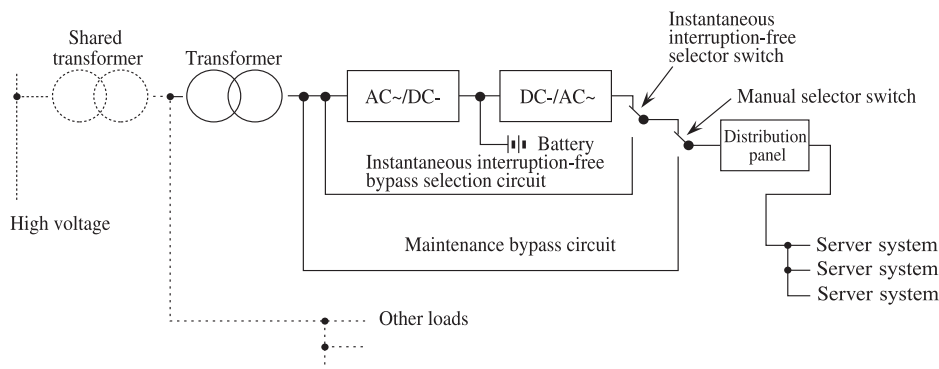 Instantaneous
interruption-free
selector switch
Shared
transformer
Transformer
AC~/DC-
DC-/AC~
Manual selector switch
Distribution
panel
Battery
Instantaneous interruption-free
bypass selection circuit
High voltage
Maintenance bypass circuit
Server system
Server system
Server system
Other loads